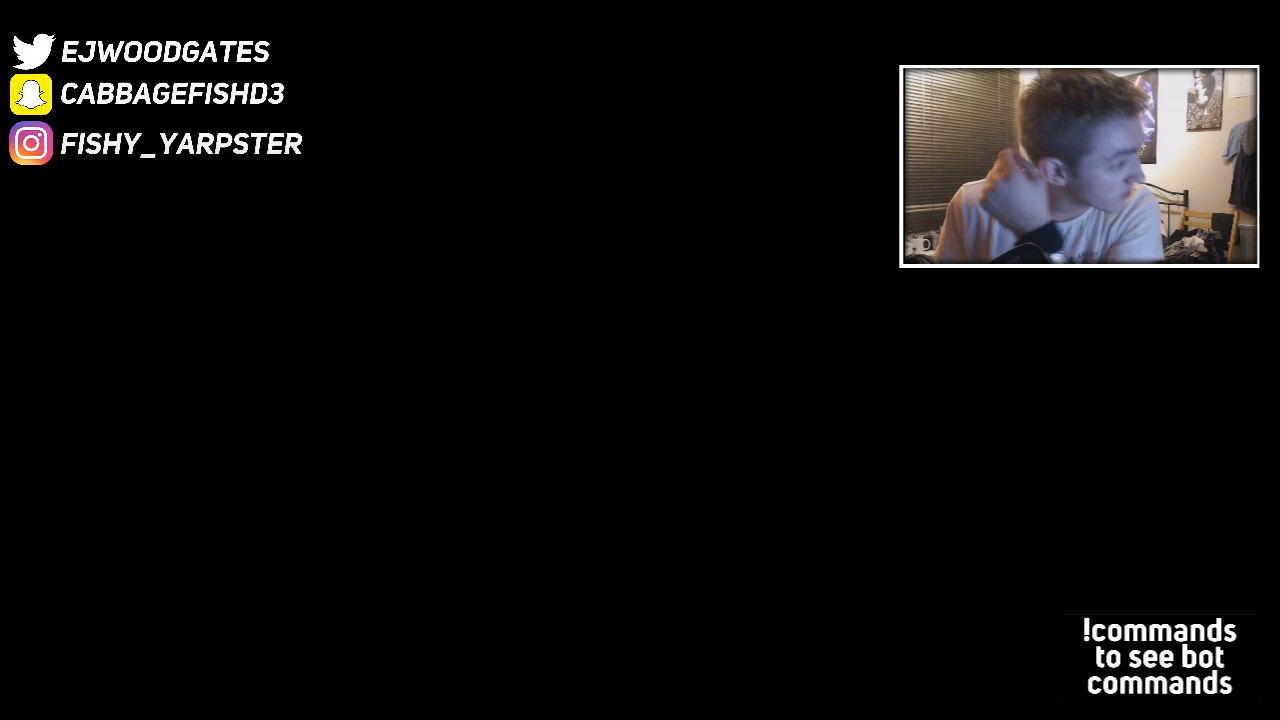 EJWOODGATES
CABBAGEFISHD3
FISHY_YARPSTER
!commands
to see bot
commands